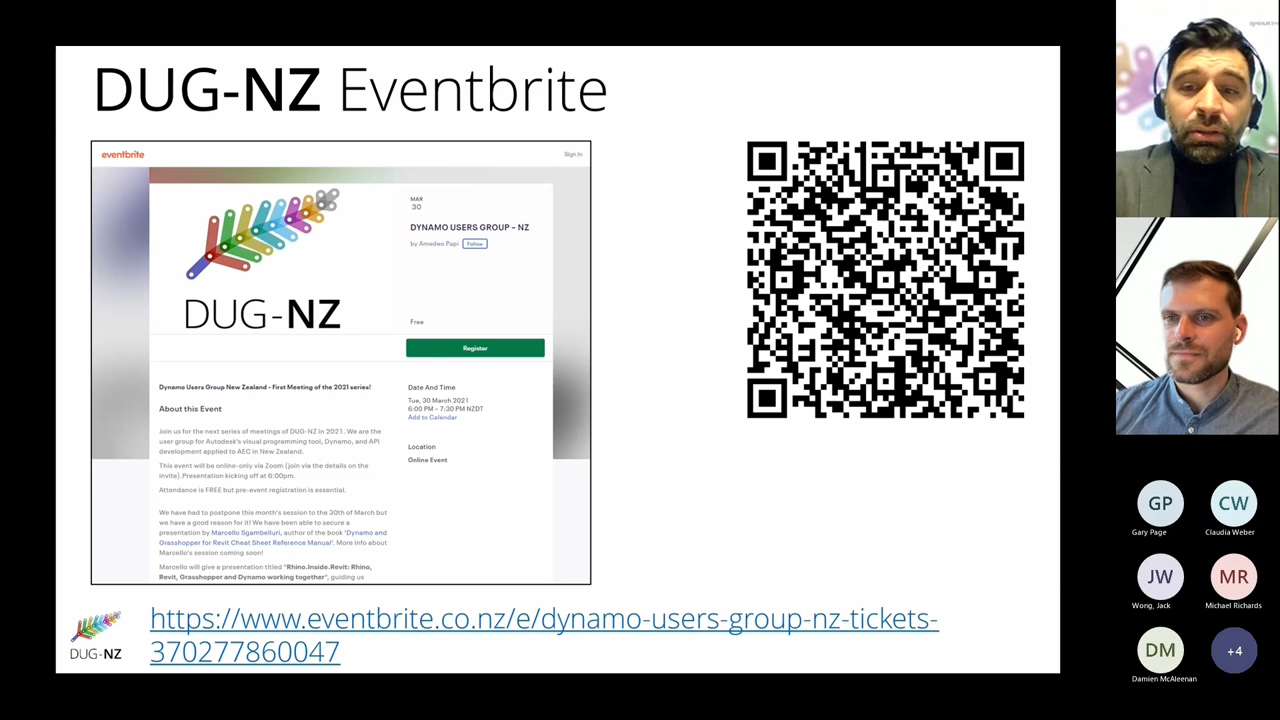 DUG-NZ Eventbrite
eventbrite
Sign In
DUG-NZ
MAR
30
DYNAMO USERS GROUP - NZ
by Amedeo Papi Follow
Free
Register
Dynamo Users Group New Zealand - First Meeting of the 2021 series!
About this Event
Join us for the next series of meetings of DUG-NZ in 2021. We are the
user group for Autodesk's visual programming tool, Dynamo, and API
development applied to AEC in New Zealand.
This event will be online-only via Zoom (join via the details on the
invite).Presentation kicking off at 6:00pm.
Attendance is FREE but pre-event registration is essential.
We have had to postpone this month's session to the 30th of March but
we have a good reason for it! We have been able to secure a
presentation by Marcello Sgambelluri, author of the book 'Dynamo and
Grasshopper for Revit Cheat Sheet Reference Manual'. More info about
Marcello's session coming soon!
Marcello will give a presentation titled "Rhino.Inside.Revit: Rhino,
Revit, Grasshopper and Dynamo working together", guiding us
Date And Time
Tue, 30 March 2021
6:00 PM – 7:30 PM NZDT
Add to Calendar
Location
Online Event
DUG-NZ
https://www.eventbrite.co.nz/e/dynamo-users-group-nz-tickets-
370277860047
GP
Gary Page
CW
Claudia Weber
JW
Wong, Jack
MR
Michael Richards
DM
Damien McAleenan
+4